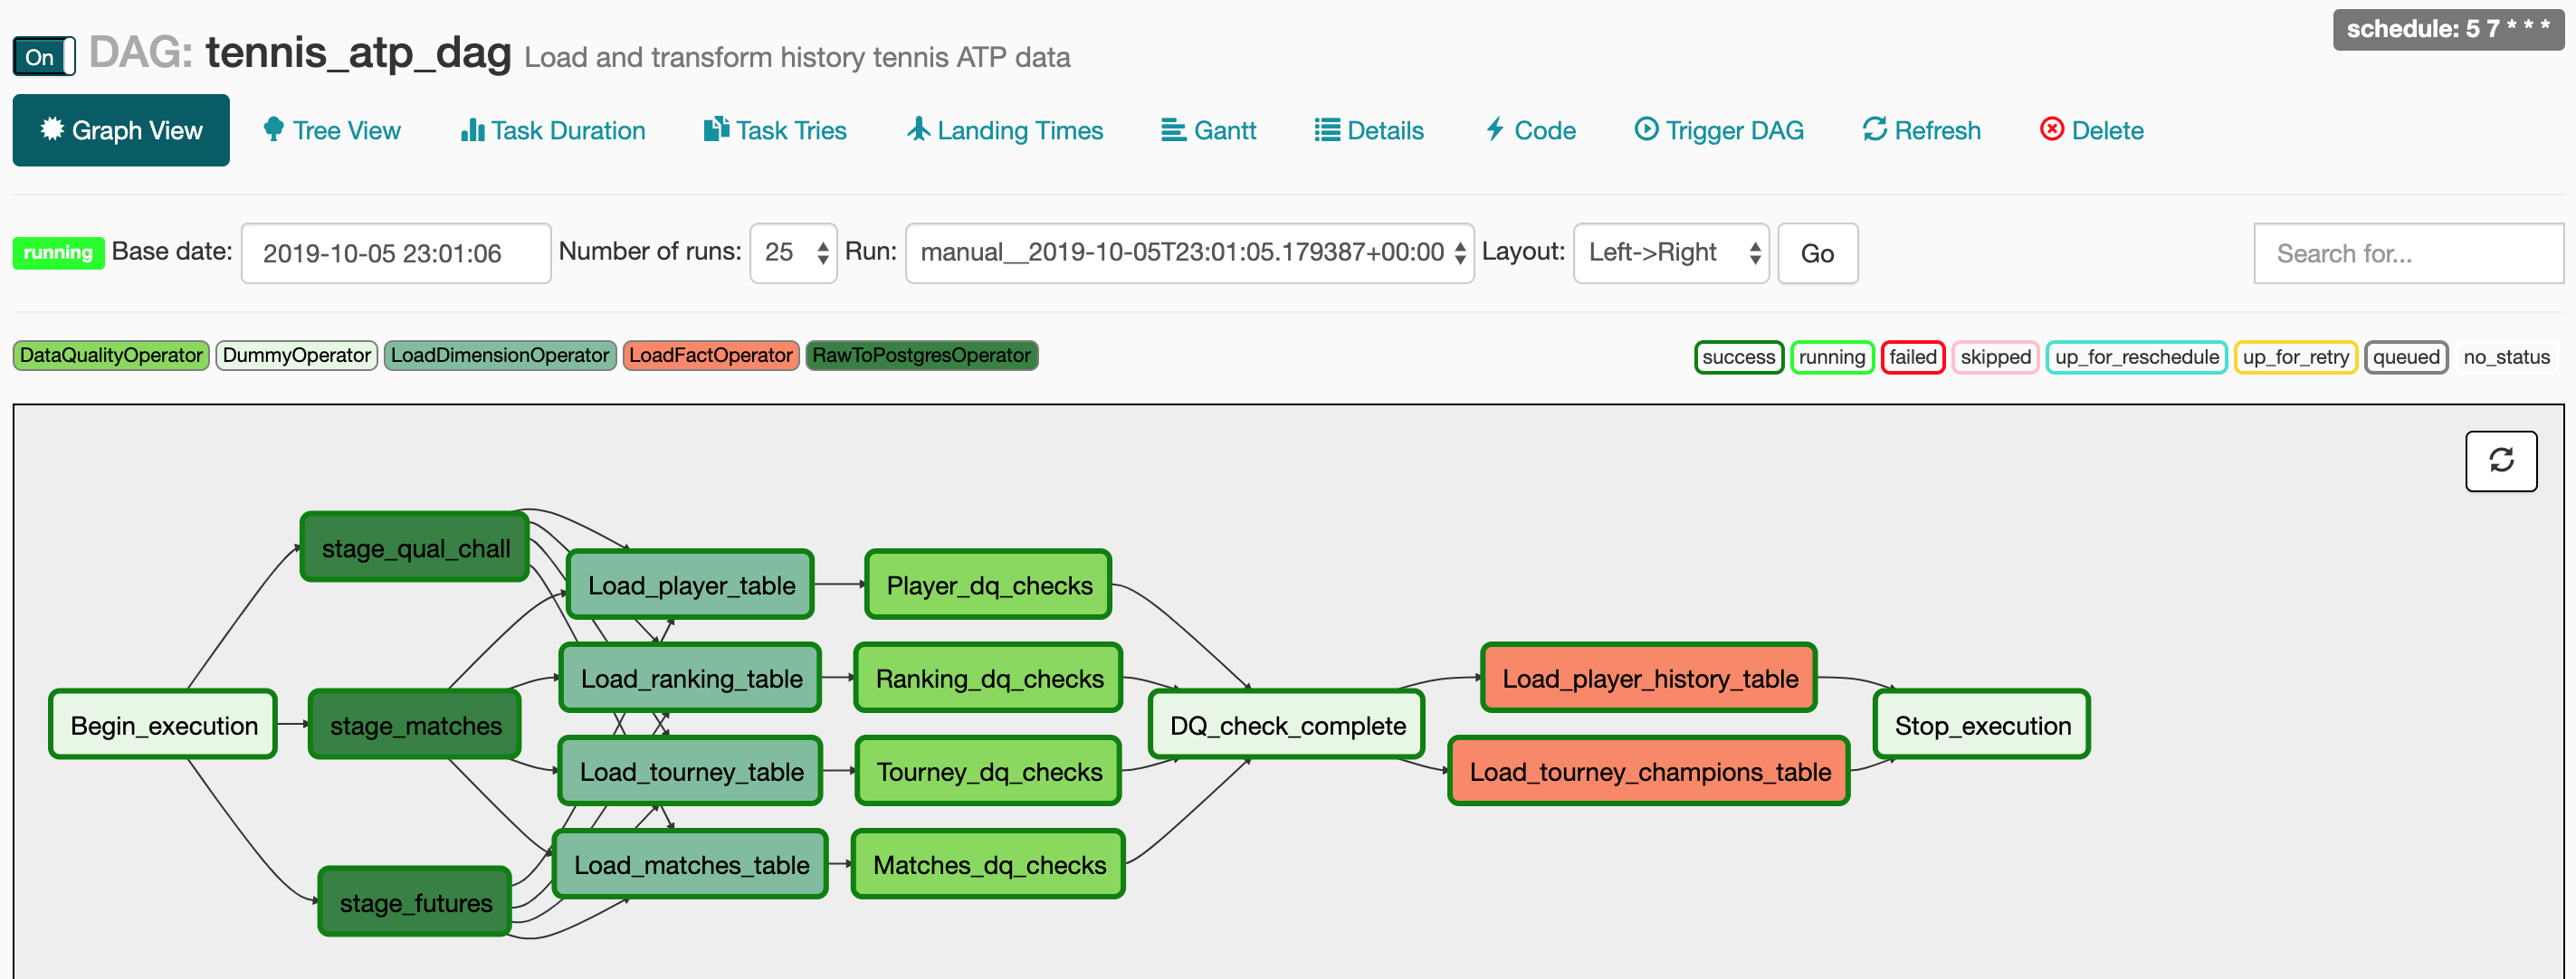 schedule: 5 7 * * *
On DAG: tennis_atp_dag Load and transform history tennis ATP data
Graph View Tree View Task Duration Task Tries Landing Times Gantt Details Code Trigger DAG Refresh Delete
running Base date: 2019-10-05 23:01:06 Number of runs: 25 Run: manual__2019-10-05T23:01:05.179387+00:00 Layout: Left->Right Go Search for...
DataQualityOperator DummyOperator LoadDimensionOperator LoadFactOperator RawToPostgresOperator success running failed skipped up_for_reschedule up_for_retry queued no_status
stage_qual_chall
Load_player_table Player_dq_checks
Load_ranking_table Ranking_dq_checks Load_player_history_table
Begin_execution stage_matches DQ_check_complete Stop_execution
Load_tourney_table Tourney_dq_checks Load_tourney_champions_table
Load_matches_table Matches_dq_checks
stage_futures